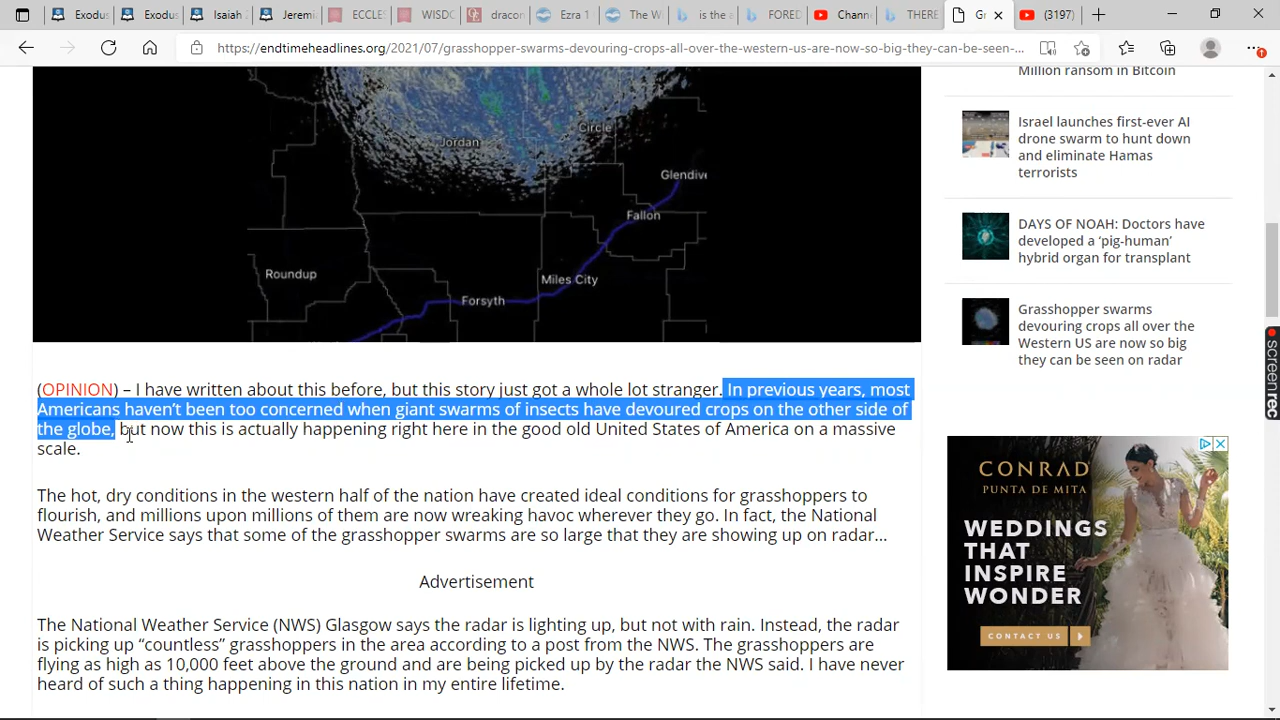 Exodus
Exodus
Isaiah
Jeremi
ECCLES
WISDC
dracon
Ezra 1
The W
is the a
FORED
Chann
THERE
Gr
(3197)
https://endtimeheadlines.org/2021/07/grasshopper-swarms-devouring-crops-all-over-the-western-us-are-now-so-big-they-can-be-seen-...
Circle
Jordan
Glendive
Fallon
Roundup
Miles City
Forsyth
(OPINION) – I have written about this before, but this story just got a whole lot stranger. In previous years, most
Americans haven’t been too concerned when giant swarms of insects have devoured crops on the other side of
the globe, but now this is actually happening right here in the good old United States of America on a massive
scale.
The hot, dry conditions in the western half of the nation have created ideal conditions for grasshoppers to
flourish, and millions upon millions of them are now wreaking havoc wherever they go. In fact, the National
Weather Service says that some of the grasshopper swarms are so large that they are showing up on radar…
Advertisement
The National Weather Service (NWS) Glasgow says the radar is lighting up, but not with rain. Instead, the radar
is picking up “countless” grasshoppers in the area according to a post from the NWS. The grasshoppers are
flying as high as 10,000 feet above the ground and are being picked up by the radar the NWS said. I have never
heard of such a thing happening in this nation in my entire lifetime.
Million ransom in Bitcoin
Israel launches first-ever AI
drone swarm to hunt down
and eliminate Hamas
terrorists
DAYS OF NOAH: Doctors have
developed a ‘pig-human’
hybrid organ for transplant
Grasshopper swarms
devouring crops all over the
Western US are now so big
they can be seen on radar
CONRAD
PUNTA DE MITA
WEDDINGS
THAT
INSPIRE
WONDER
CONTACT US
screen rec